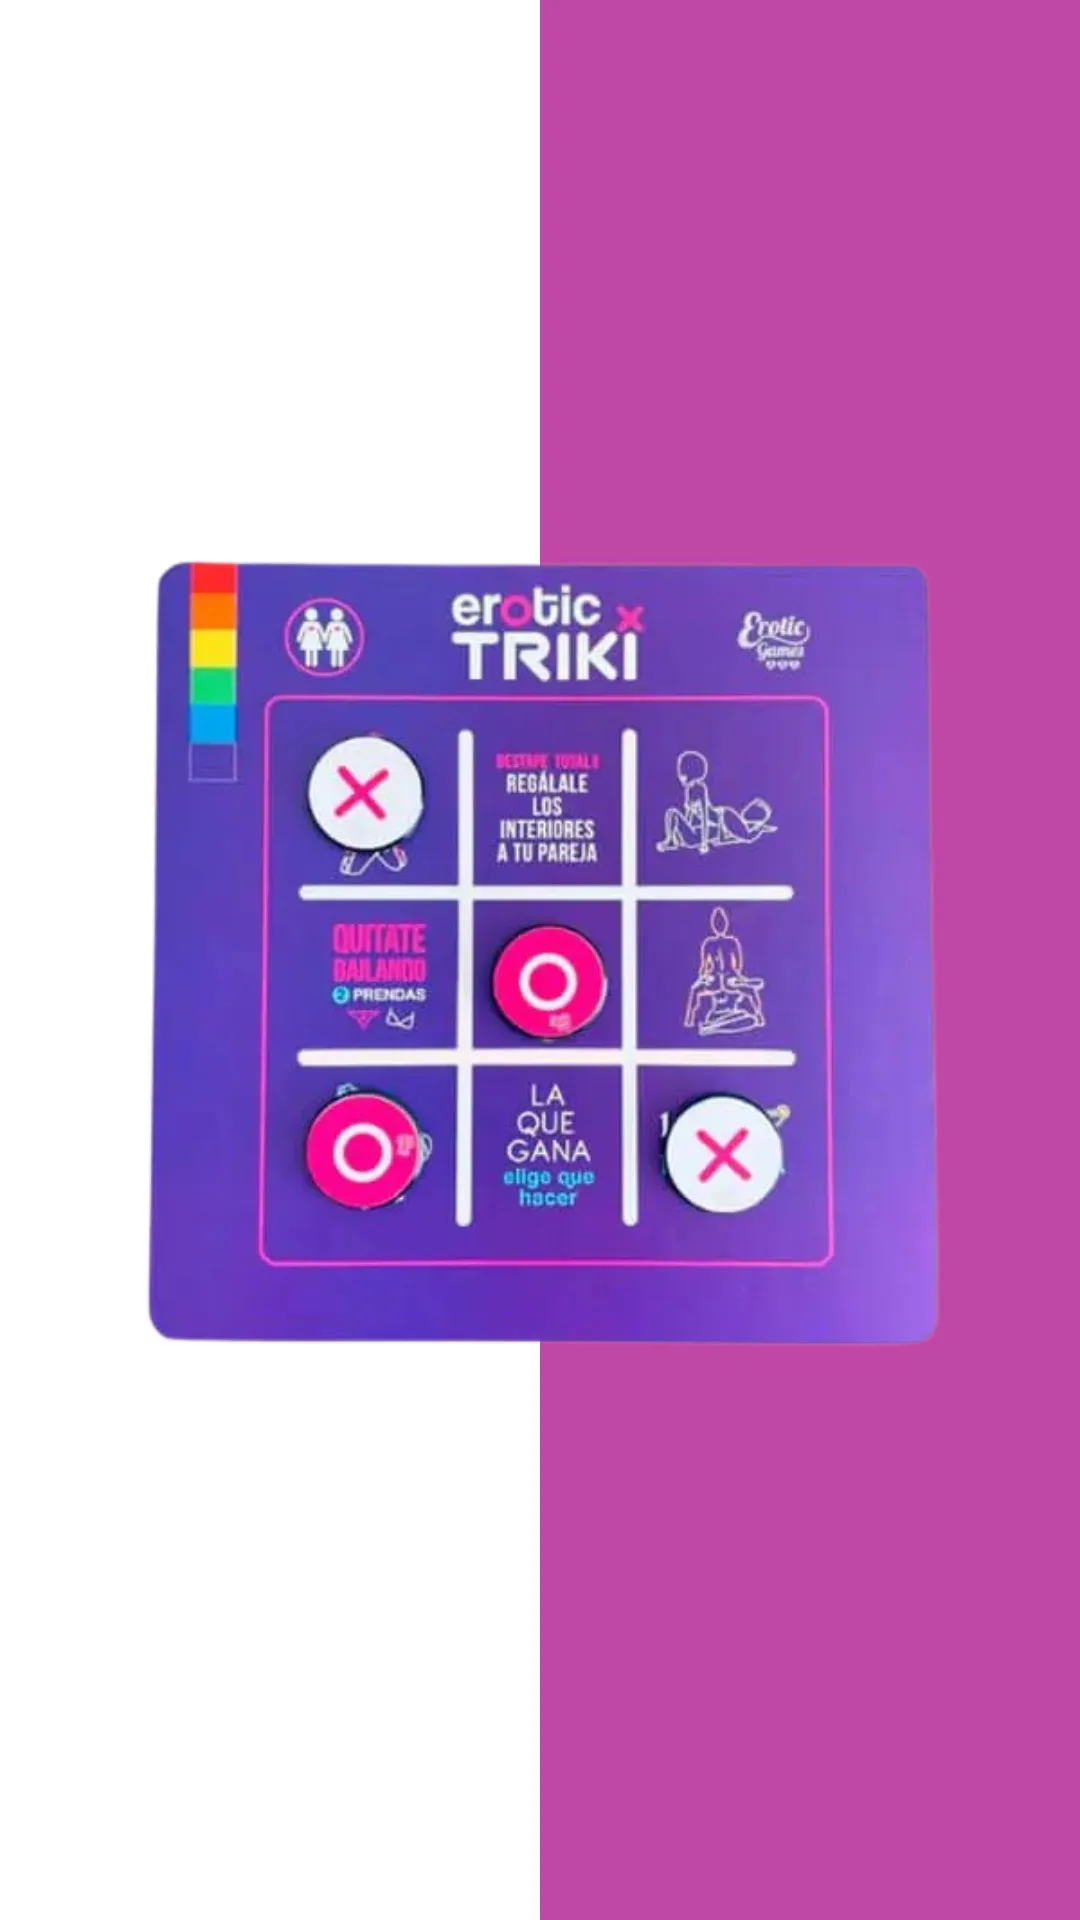 erotic
TRIKI
Erotic
Games
X
DESTAPE TOTAL!!
REGÁLALE
LOS
INTERIORES
A TU PAREJA
QUITATE
BAILANDO
2 PRENDAS
O
O
LA
QUE
GANA
elige que
hacer
1
X